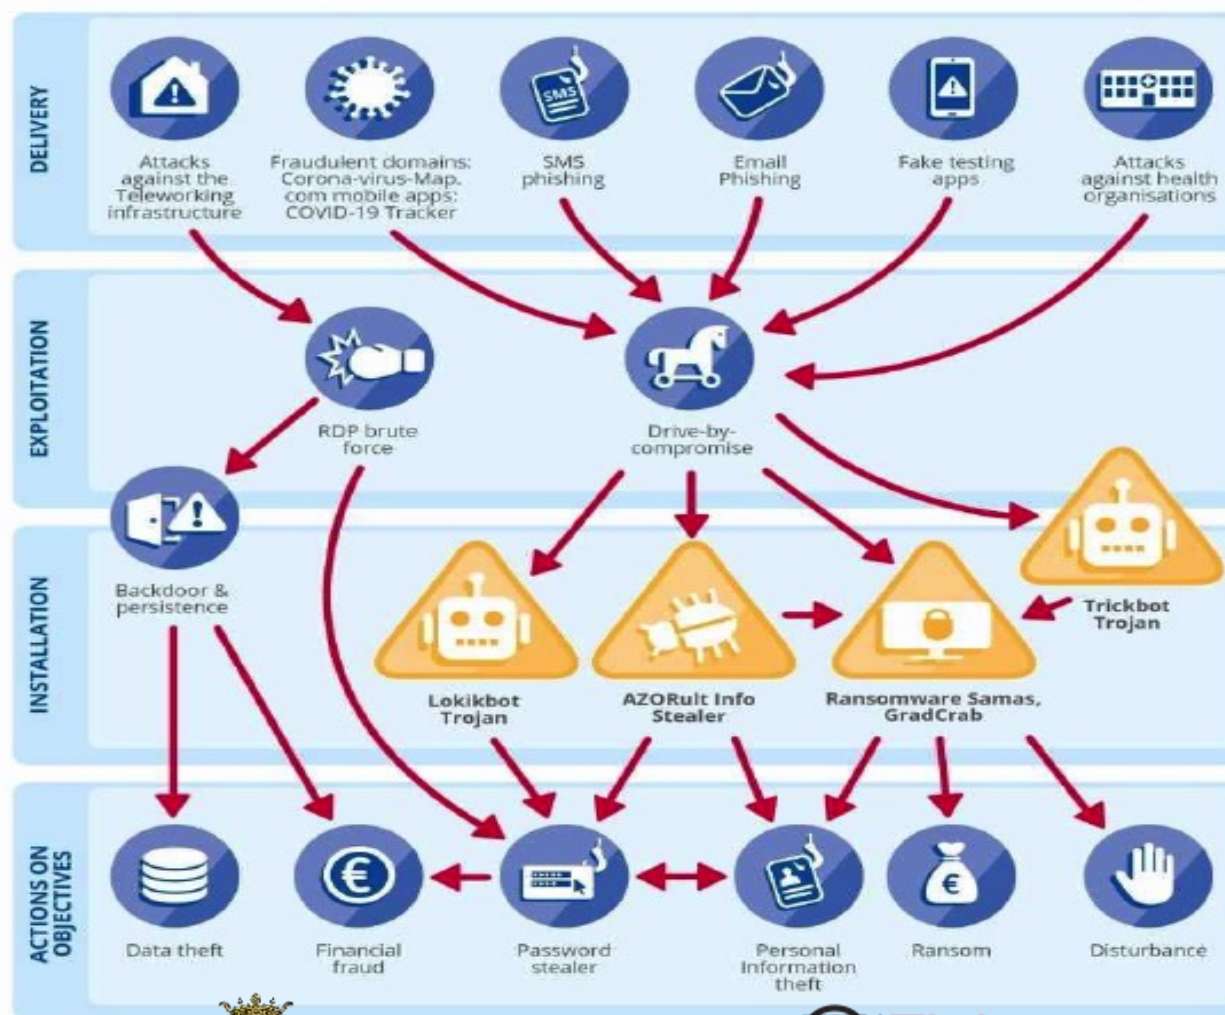 DELIVERY
Attacks
against the
Teleworking
infrastructure
Fraudulent domains:
Corona-virus-Map.
com mobile apps:
COVID-19 Tracker
SMS
SMS
phishing
Email
Phishing
Fake testing
apps
Attacks
against health
organisations
EXPLOITATION
RDP brute
force
Drive-by-
compromise
INSTALLATION
Backdoor &
persistence
Lokikbot
Trojan
AZORult Info
Stealer
Ransomware Samas,
GradCrab
Trickbot
Trojan
ACTIONS ON
OBJECTIVES
Data theft
€
Financial
fraud
Password
stealer
Personal
Information
theft
€
Ransom
Disturbance